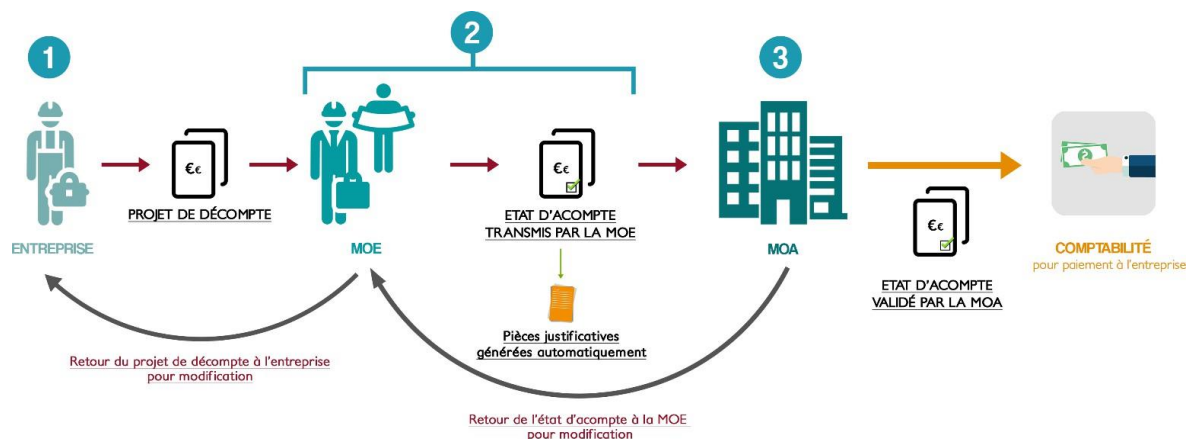 1
2
3
€€
PROJET DE DÉCOMPTE
€€
ETAT D'ACOMPTE
TRANSMIS PAR LA MOE
€€
ETAT D'ACOMPTE
VALIDÉ PAR LA MOA
ENTREPRISE
MOE
MOA
2
COMPTABILITÉ
pour paiement à l'entreprise
Pièces justificatives
générées automatiquement
Retour du projet de décompte à l'entreprise
pour modification
Retour de l'état d'acompte à la MOE
pour modification